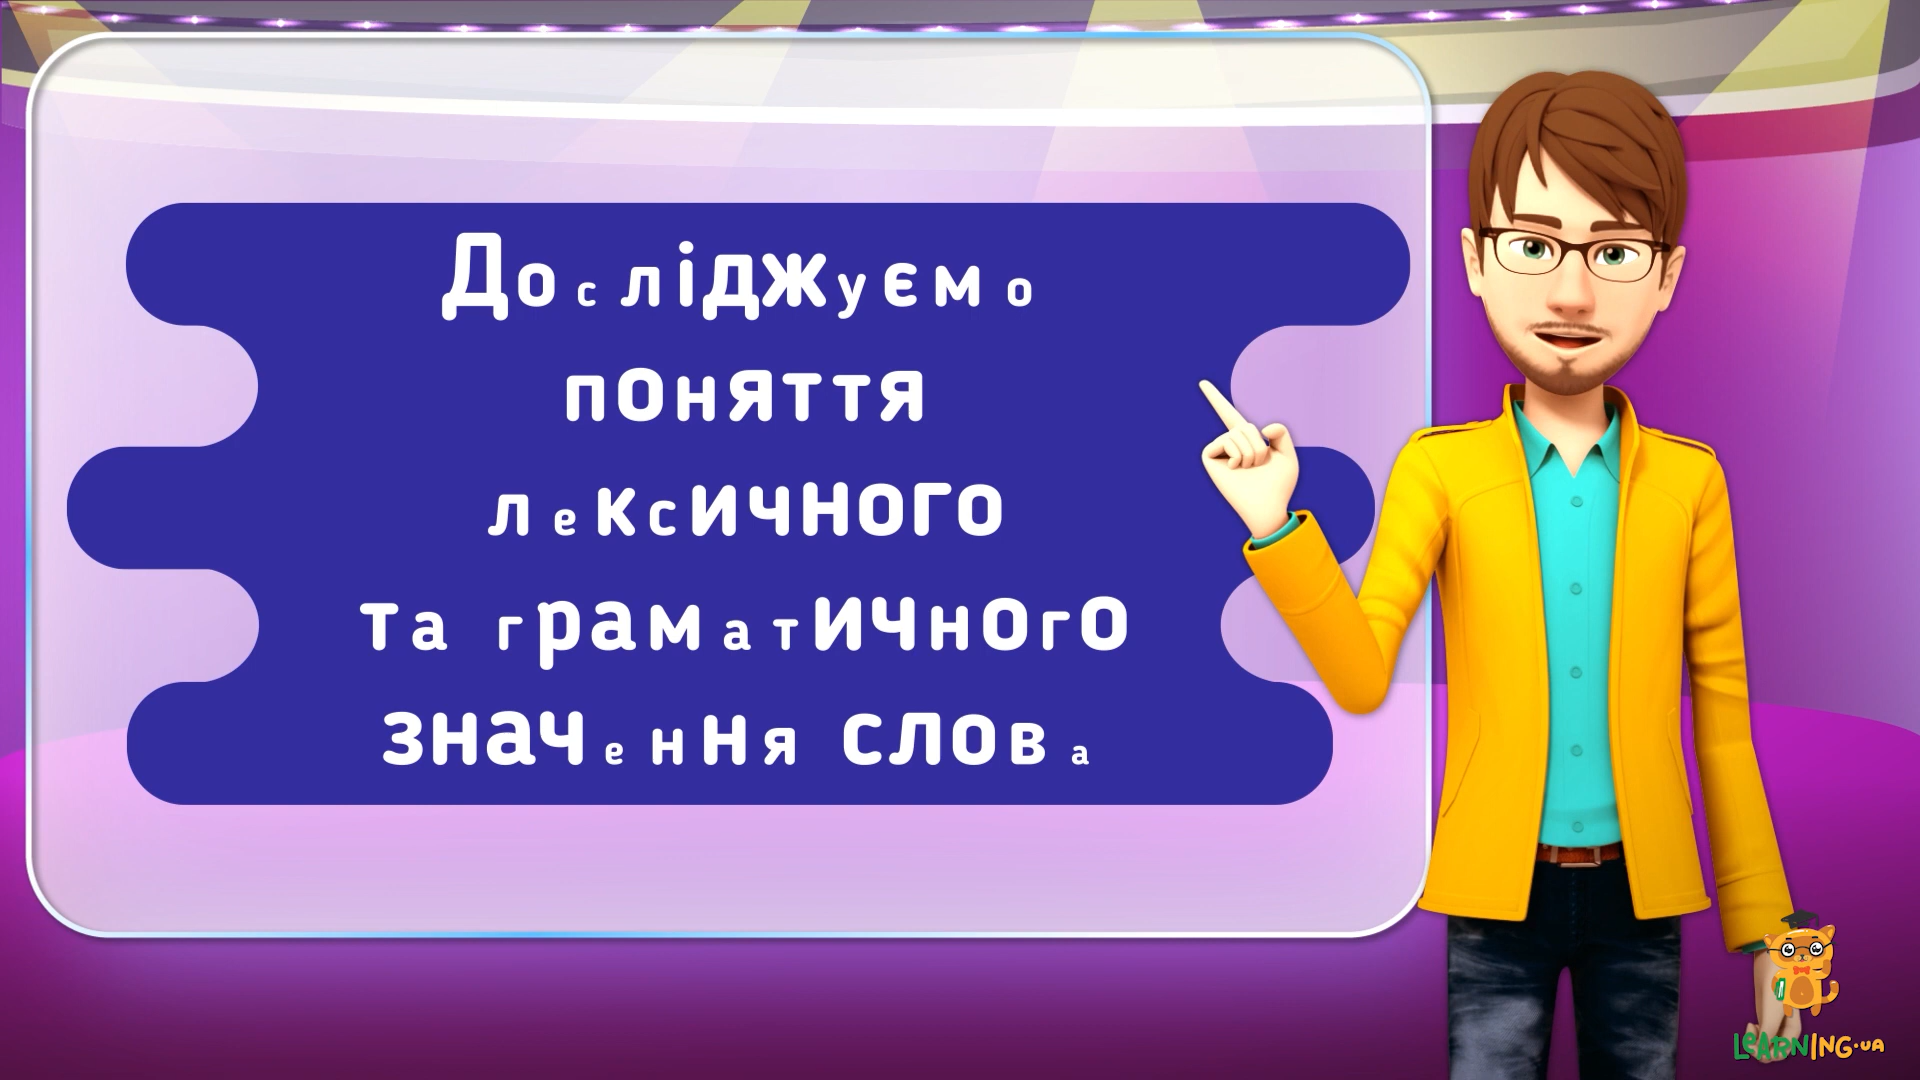 Досліджуємо
поняття
лексичного
та граматичного
значення слова
LEARNING.UA